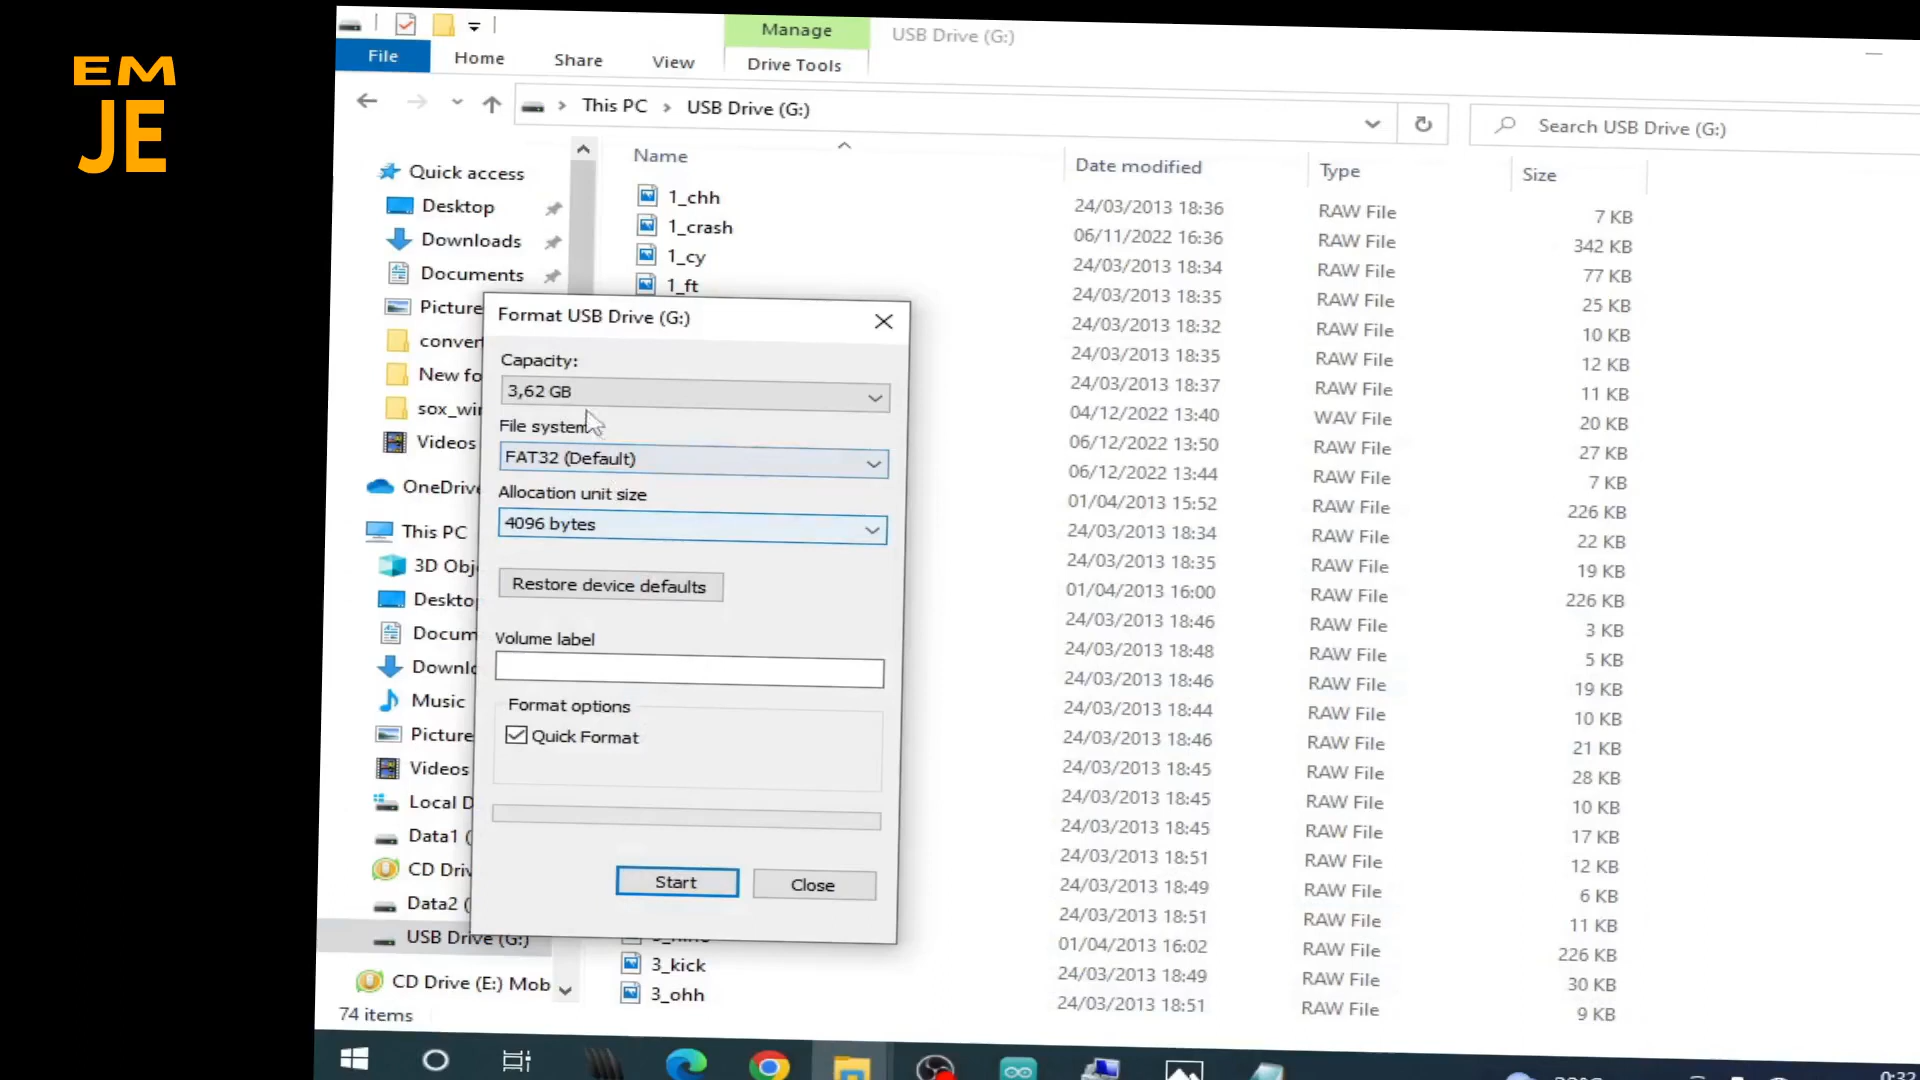 EM
JE
Manage
USB Drive (G:)
File
Home
Share
View
Drive Tools
This PC
USB Drive (G:)
Search USB Drive (G:)
Name
Date modified
Type
Size
Quick access
Desktop
Downloads
Documents
Picture
conver
New fo
sox_wi
Videos
OneDrive
This PC
3D Obj
Deskto
Docum
Downlo
Music
Picture
Videos
Local D
Data1 (
CD Driv
Data2 (
USB Drive (G:)
CD Drive (E:) Mob
74 items
1_chh
24/03/2013 18:36
RAW File
7 KB
1_crash
06/11/2022 16:36
RAW File
342 KB
1_cy
24/03/2013 18:34
RAW File
77 KB
1_ft
24/03/2013 18:35
RAW File
25 KB
24/03/2013 18:32
RAW File
10 KB
24/03/2013 18:35
RAW File
12 KB
24/03/2013 18:37
RAW File
11 KB
04/12/2022 13:40
WAV File
20 KB
06/12/2022 13:50
RAW File
27 KB
06/12/2022 13:44
RAW File
7 KB
01/04/2013 15:52
RAW File
226 KB
24/03/2013 18:34
RAW File
22 KB
24/03/2013 18:35
RAW File
19 KB
01/04/2013 16:00
RAW File
226 KB
24/03/2013 18:46
RAW File
3 KB
24/03/2013 18:48
RAW File
5 KB
24/03/2013 18:46
RAW File
19 KB
24/03/2013 18:44
RAW File
10 KB
24/03/2013 18:46
RAW File
21 KB
24/03/2013 18:45
RAW File
28 KB
24/03/2013 18:45
RAW File
10 KB
24/03/2013 18:45
RAW File
17 KB
24/03/2013 18:51
RAW File
12 KB
24/03/2013 18:49
RAW File
6 KB
24/03/2013 18:51
RAW File
11 KB
01/04/2013 16:02
RAW File
226 KB
3_kick
24/03/2013 18:49
RAW File
30 KB
3_ohh
24/03/2013 18:51
RAW File
9 KB
Format USB Drive (G:)
Capacity:
3,62 GB
File system
FAT32 (Default)
Allocation unit size
4096 bytes
Restore device defaults
Volume label
Format options
Quick Format
Start
Close